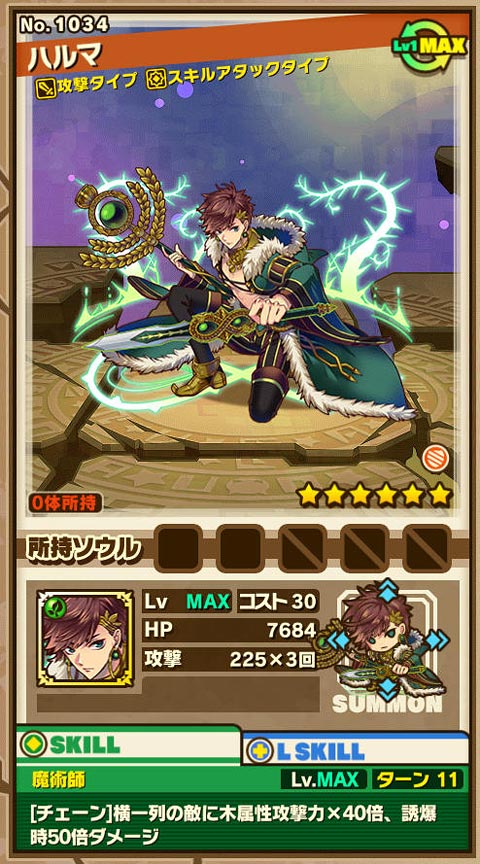 No.1034
ハルマ
Lv1 MAX
攻撃タイプ スキルアタックタイプ
0体所持
所持ソウル
Lv MAX コスト 30
HP 7684
攻撃 225×3回
SUMMON
SKILL
L SKILL
魔術師 Lv.MAX ターン 11
[チェーン]横一列の敵に木属性攻撃力×40倍、誘爆
時50倍ダメージ